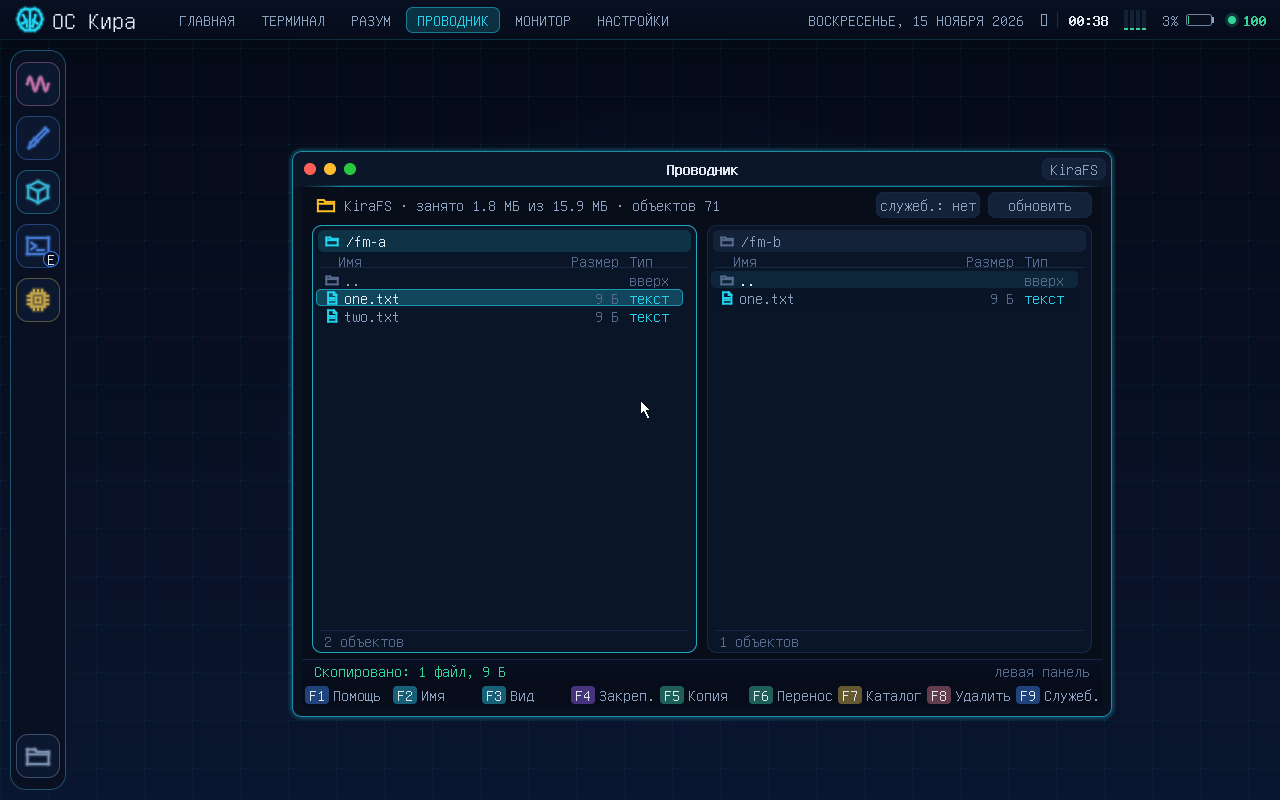 ОС Кира ГЛАВНАЯ ТЕРМИНАЛ РАЗУМ ПРОВОДНИК МОНИТОР НАСТРОЙКИ ВОСКРЕСЕНЬЕ, 15 НОЯБРЯ 2026 00:38 3% 100
Проводник KiraFS
KiraFS · занято 1.8 МБ из 15.9 МБ · объектов 71 служеб.: нет обновить
/fm-a
Имя Размер Тип
.. вверх
one.txt 9 Б текст
two.txt 9 Б текст
2 объектов
/fm-b
Имя Размер Тип
.. вверх
one.txt 9 Б текст
1 объектов
E
Скопировано: 1 файл, 9 Б левая панель
F1 Помощь F2 Имя F3 Вид F4 Закреп. F5 Копия F6 Перенос F7 Каталог F8 Удалить F9 Служеб.